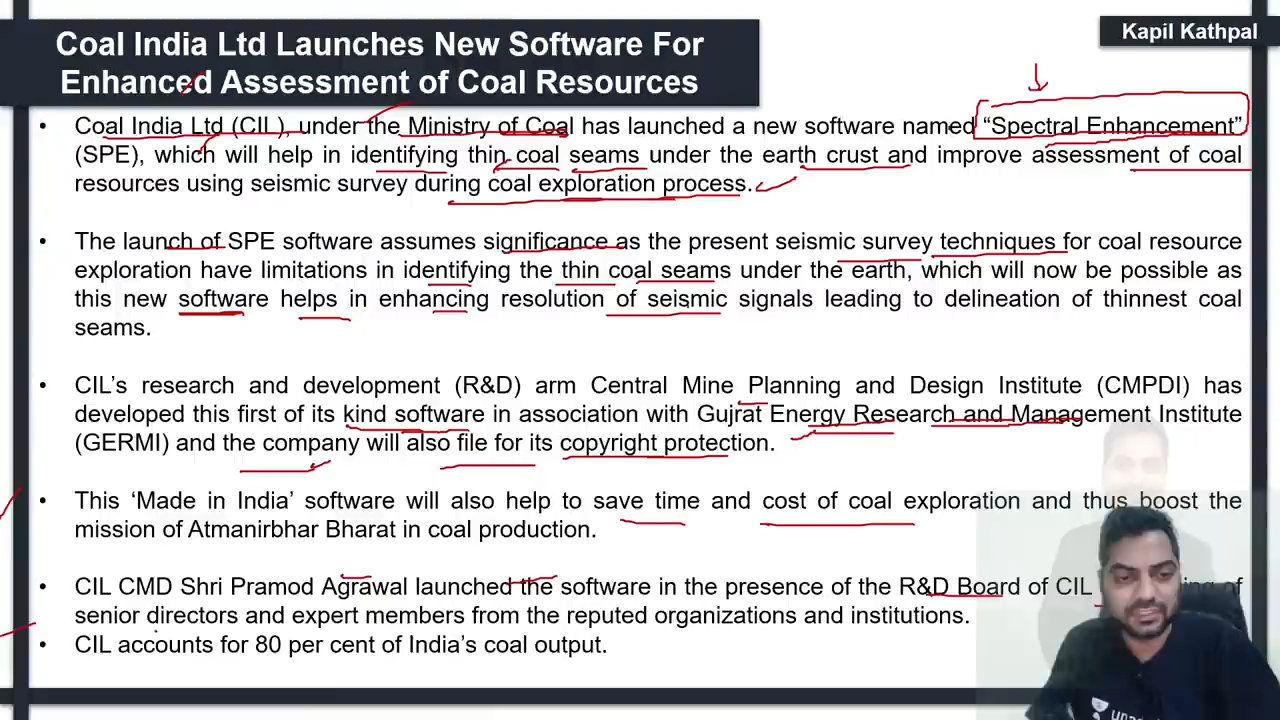 Coal India Ltd Launches New Software For
Enhanced Assessment of Coal Resources
Kapil Kathpal
• Coal India Ltd (CIL), under the Ministry of Coal has launched a new software named “Spectral Enhancement”
(SPE), which will help in identifying thin coal seams under the earth crust and improve assessment of coal
resources using seismic survey during coal exploration process.
• The launch of SPE software assumes significance as the present seismic survey techniques for coal resource
exploration have limitations in identifying the thin coal seams under the earth, which will now be possible as
this new software helps in enhancing resolution of seismic signals leading to delineation of thinnest coal
seams.
• CIL’s research and development (R&D) arm Central Mine Planning and Design Institute (CMPDI) has
developed this first of its kind software in association with Gujrat Energy Research and Management Institute
(GERMI) and the company will also file for its copyright protection.
• This ‘Made in India’ software will also help to save time and cost of coal exploration and thus boost the
mission of Atmanirbhar Bharat in coal production.
• CIL CMD Shri Pramod Agrawal launched the software in the presence of the R&D Board of CIL of
senior directors and expert members from the reputed organizations and institutions.
• CIL accounts for 80 per cent of India’s coal output.